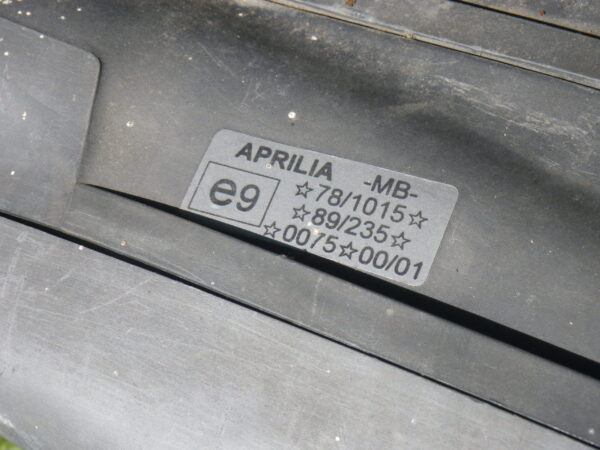 APRILIA -MB-
e9 ☆78/1015☆
☆89/235☆
☆0075☆00/01